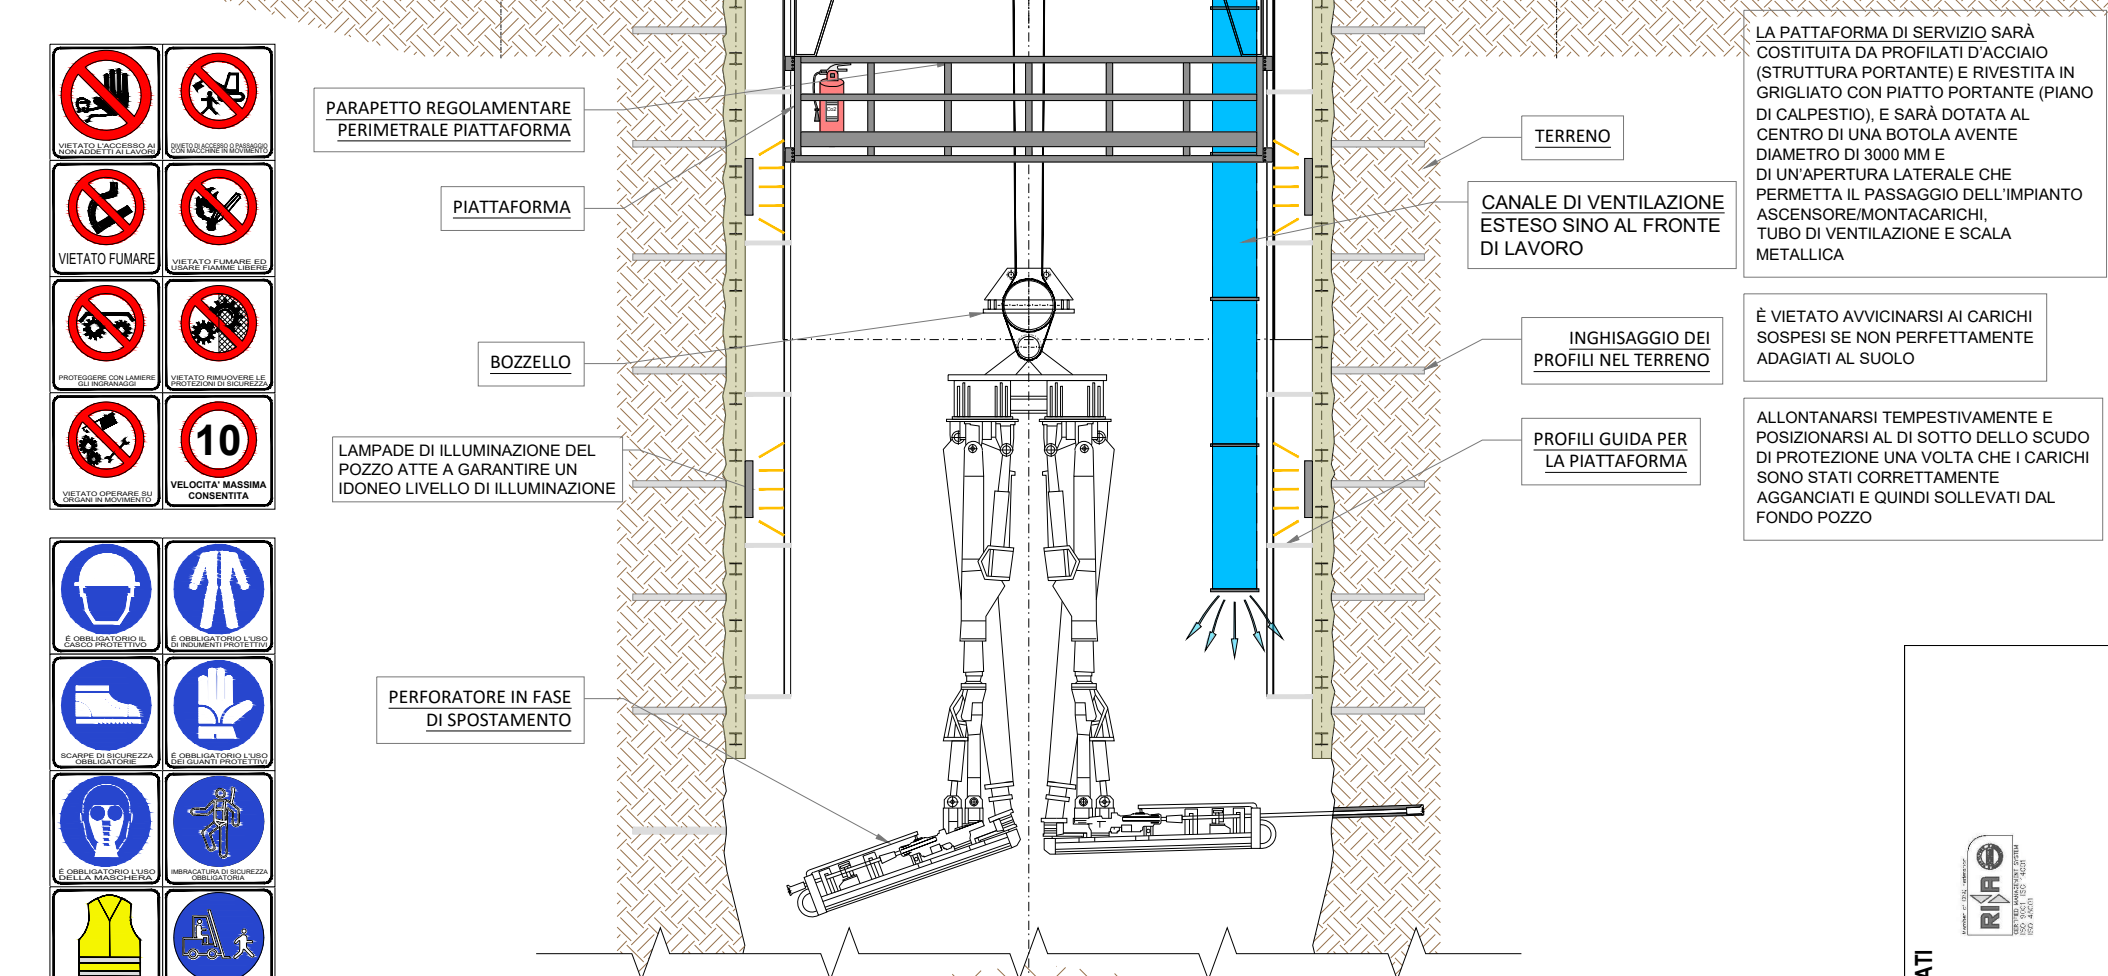 VIETATO L'ACCESSO AI
NON ADDETTI AI LAVORI
DIVIETO DI ACCESSO O PASSAGGIO
CON MACCHINE IN MOVIMENTO
VIETATO FUMARE
VIETATO FUMARE ED
USARE FIAMME LIBERE
PROTEGGERE CON LAMIERE
GLI INGRANAGGI
VIETATO RIMUOVERE LE
PROTEZIONI DI SICUREZZA
VIETATO OPERARE SU
ORGANI IN MOVIMENTO
10
VELOCITA' MASSIMA
CONSENTITA
È OBBLIGATORIO IL
CASCO PROTETTIVO
È OBBLIGATORIO L'USO
DI INDUMENTI PROTETTIVI
SCARPE DI SICUREZZA
OBBLIGATORIE
È OBBLIGATORIO L'USO
DEI GUANTI PROTETTIVI
È OBBLIGATORIO L'USO
DELLA MASCHERA
IMBRACATURA DI SICUREZZA
OBBLIGATORIA
PARAPETTO REGOLAMENTARE
PERIMETRALE PIATTAFORMA
PIATTAFORMA
BOZZELLO
LAMPADE DI ILLUMINAZIONE DEL
POZZO ATTE A GARANTIRE UN
IDONEO LIVELLO DI ILLUMINAZIONE
PERFORATORE IN FASE
DI SPOSTAMENTO
Co2
TERRENO
CANALE DI VENTILAZIONE
ESTESO SINO AL FRONTE
DI LAVORO
INGHISAGGIO DEI
PROFILI NEL TERRENO
PROFILI GUIDA PER
LA PIATTAFORMA
LA PATTAFORMA DI SERVIZIO SARÀ
COSTITUITA DA PROFILATI D'ACCIAIO
(STRUTTURA PORTANTE) E RIVESTITA IN
GRIGLIATO CON PIATTO PORTANTE (PIANO
DI CALPESTIO), E SARÀ DOTATA AL
CENTRO DI UNA BOTOLA AVENTE
DIAMETRO DI 3000 MM E
DI UN'APERTURA LATERALE CHE
PERMETTA IL PASSAGGIO DELL'IMPIANTO
ASCENSORE/MONTACARICHI,
TUBO DI VENTILAZIONE E SCALA
METALLICA
È VIETATO AVVICINARSI AI CARICHI
SOSPESI SE NON PERFETTAMENTE
ADAGIATI AL SUOLO
ALLONTANARSI TEMPESTIVAMENTE E
POSIZIONARSI AL DI SOTTO DELLO SCUDO
DI PROTEZIONE UNA VOLTA CHE I CARICHI
SONO STATI CORRETTAMENTE
AGGANCIATI E QUINDI SOLLEVATI DAL
FONDO POZZO
RINA
ATI